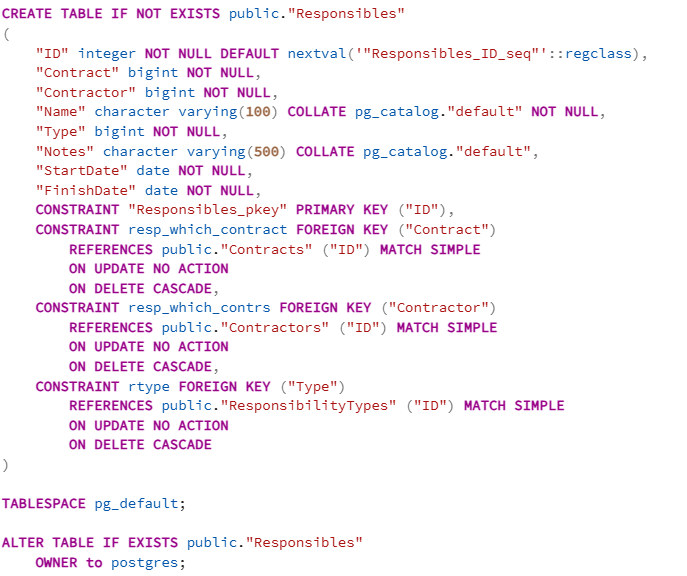 CREATE TABLE IF NOT EXISTS public."Responsibles"
(
    "ID" integer NOT NULL DEFAULT nextval('"Responsibles_ID_seq"'::regclass),
    "Contract" bigint NOT NULL,
    "Contractor" bigint NOT NULL,
    "Name" character varying(100) COLLATE pg_catalog."default" NOT NULL,
    "Type" bigint NOT NULL,
    "Notes" character varying(500) COLLATE pg_catalog."default",
    "StartDate" date NOT NULL,
    "FinishDate" date NOT NULL,
    CONSTRAINT "Responsibles_pkey" PRIMARY KEY ("ID"),
    CONSTRAINT resp_which_contract FOREIGN KEY ("Contract")
        REFERENCES public."Contracts" ("ID") MATCH SIMPLE
        ON UPDATE NO ACTION
        ON DELETE CASCADE,
    CONSTRAINT resp_which_contrs FOREIGN KEY ("Contractor")
        REFERENCES public."Contractors" ("ID") MATCH SIMPLE
        ON UPDATE NO ACTION
        ON DELETE CASCADE,
    CONSTRAINT rtype FOREIGN KEY ("Type")
        REFERENCES public."ResponsibilityTypes" ("ID") MATCH SIMPLE
        ON UPDATE NO ACTION
        ON DELETE CASCADE
)

TABLESPACE pg_default;

ALTER TABLE IF EXISTS public."Responsibles"
    OWNER to postgres;